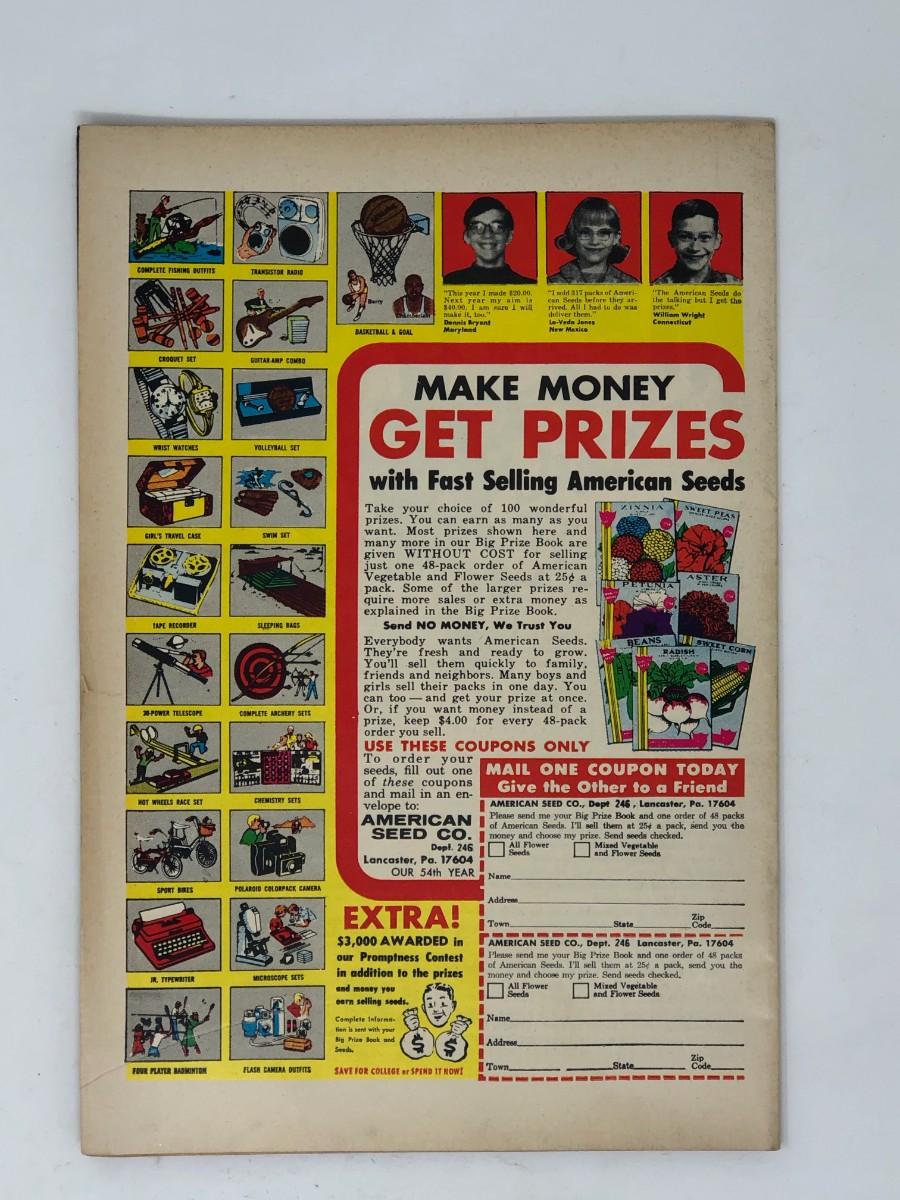 COMPLETE FISHING OUTFITS
TRANSISTOR RADIO
CROQUET SET
GUITAR-AMP COMBO
WRIST WATCHES
VOLLEYBALL SET
GIRL'S TRAVEL CASE
SWIM SET
TAPE RECORDER
SLEEPING BAGS
30-POWER TELESCOPE
COMPLETE ARCHERY SETS
HOT WHEELS RACE SET
CHEMISTRY SETS
SPORT BIKES
POLAROID COLORPACK CAMERA
JR. TYPEWRITER
MICROSCOPE SETS
FOUR PLAYER BADMINTON
FLASH CAMERA OUTFITS
Barry
Chamberlain
BASKETBALL & GOAL
"This year I made $20.00.
Next year my aim is
$40.00. I am sure I will
make it, too."
Dennis Bryant
Maryland
"I sold 317 packs of Ameri-
can Seeds before they ar-
rived. All I had to do was
deliver them."
La-Veda Jones
New Mexico
"The American Seeds do
the talking but I get the
prizes."
William Wright
Connecticut
MAKE MONEY
GET PRIZES
with Fast Selling American Seeds
Take your choice of 100 wonderful
prizes. You can earn as many as you
want. Most prizes shown here and
many more in our Big Prize Book are
given WITHOUT COST for selling
just one 48-pack order of American
Vegetable and Flower Seeds at 25¢ a
pack. Some of the larger prizes re-
quire more sales or extra money as
explained in the Big Prize Book.
Send NO MONEY, We Trust You
Everybody wants American Seeds.
They're fresh and ready to grow.
You'll sell them quickly to family,
friends and neighbors. Many boys and
girls sell their packs in one day. You
can too — and get your prize at once.
Or, if you want money instead of a
prize, keep $4.00 for every 48-pack
order you sell.
USE THESE COUPONS ONLY
To order your
seeds, fill out one
of these coupons
and mail in an en-
velope to:
AMERICAN
SEED CO.
Dept. 246
Lancaster, Pa. 17604
OUR 54th YEAR
ZINNIA
SWEET PEAS
PETUNIA
ASTER
BEANS
RADISH
SWEET CORN
EXTRA!
$3,000 AWARDED in
our Promptness Contest
in addition to the prizes
and money you
earn selling seeds.
Complete Informa-
tion is sent with your
Big Prize Book and
Seeds.
$ $
SAVE FOR COLLEGE or SPEND IT NOW!
MAIL ONE COUPON TODAY
Give the Other to a Friend
AMERICAN SEED CO., Dept 246, Lancaster, Pa. 17604
Please send me your Big Prize Book and one order of 48 packs
of American Seeds. I'll sell them at 25¢ a pack, send you the
money and choose my prize. Send seeds checked.
All Flower Seeds
Mixed Vegetable and Flower Seeds
Name
Address
Town State Zip Code
AMERICAN SEED CO., Dept. 246 Lancaster, Pa. 17604
Please send me your Big Prize Book and one order of 48 packs
of American Seeds. I'll sell them at 25¢ a pack, send you the
money and choose my prize. Send seeds checked.
All Flower Seeds
Mixed Vegetable and Flower Seeds
Name
Address
Town State Zip Code